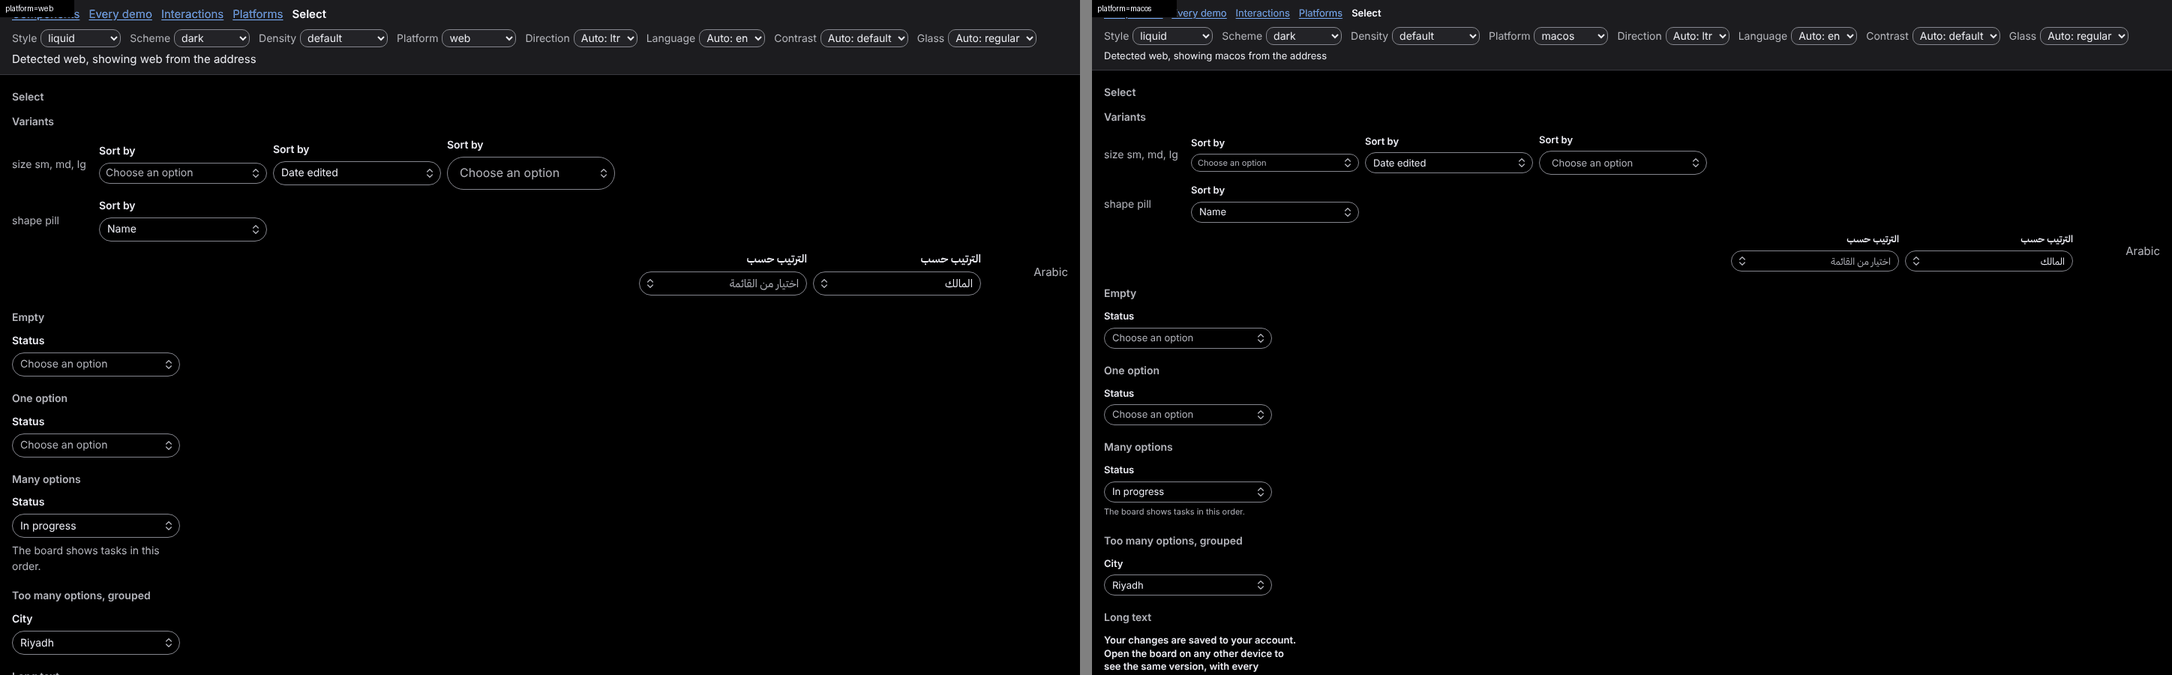 platform=web
Every demo Interactions Platforms Select
Style liquid Scheme dark Density default Platform web Direction Auto: ltr Language Auto: en Contrast Auto: default Glass Auto: regular
Detected web, showing web from the address
Select
Variants
size sm, md, lg
Sort by
Choose an option
Sort by
Date edited
Sort by
Choose an option
shape pill
Sort by
Name
Arabic
الترتيب حسب
المالك
الترتيب حسب
اختيار من القائمة
Empty
Status
Choose an option
One option
Status
Choose an option
Many options
Status
In progress
The board shows tasks in this
order.
Too many options, grouped
City
Riyadh
platform=macos
Every demo Interactions Platforms Select
Style liquid Scheme dark Density default Platform macos Direction Auto: ltr Language Auto: en Contrast Auto: default Glass Auto: regular
Detected web, showing macos from the address
Select
Variants
size sm, md, lg
Sort by
Choose an option
Sort by
Date edited
Sort by
Choose an option
shape pill
Sort by
Name
Arabic
الترتيب حسب
المالك
الترتيب حسب
اختيار من القائمة
Empty
Status
Choose an option
One option
Status
Choose an option
Many options
Status
In progress
The board shows tasks in this order.
Too many options, grouped
City
Riyadh
Long text
Your changes are saved to your account.
Open the board on any other device to
see the same version, with every